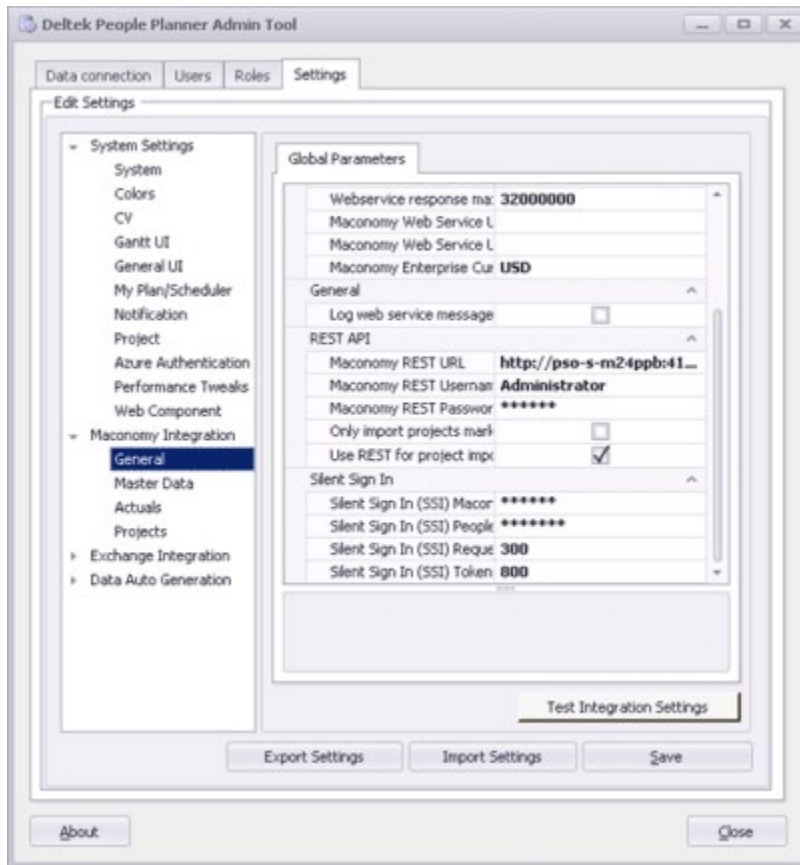 Deltek People Planner Admin Tool
Data connection Users Roles Settings
Edit Settings
System Settings
System
Colors
CV
Gantt UI
General UI
My Plan/Scheduler
Notification
Project
Azure Authentication
Performance Tweaks
Web Component
Maconomy Integration
General
Master Data
Actuals
Projects
Exchange Integration
Data Auto Generation
Global Parameters
Webservice response ma: 32000000
Maconomy Web Service U
Maconomy Web Service U
Maconomy Enterprise Cur USD
General
Log web service message
REST API
Maconomy REST URL http://pso-s-m24ppb:41...
Maconomy REST Usernam Administrator
Maconomy REST Passwor ******
Only import projects mark
Use REST for project impo
Silent Sign In
Silent Sign In (SSI) Macor ******
Silent Sign In (SSI) People *******
Silent Sign In (SSI) Reque 300
Silent Sign In (SSI) Token 800
Test Integration Settings
Export Settings Import Settings Save
About Close